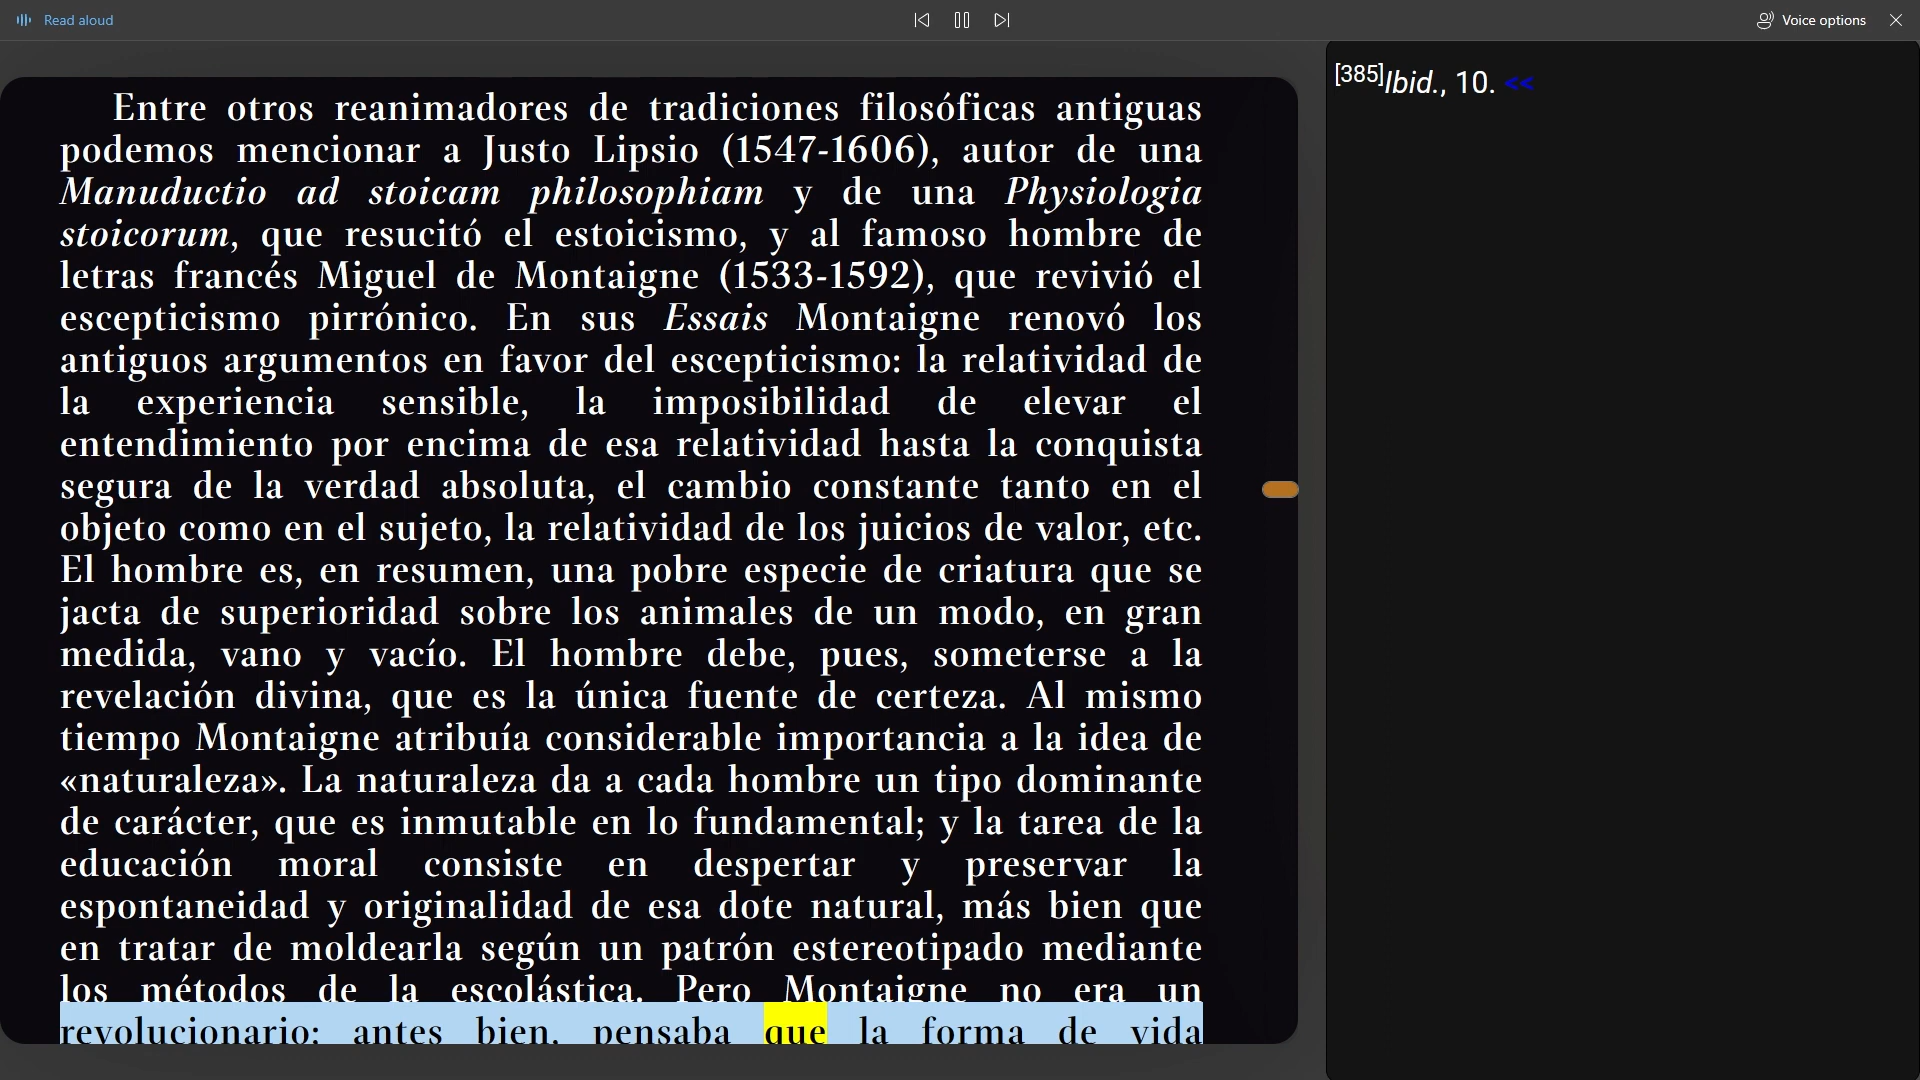 Read aloud
Voice options
Entre otros reanimadores de tradiciones filosóficas antiguas
podemos mencionar a Justo Lipsio (1547-1606), autor de una
Manuductio ad stoicam philosophiam y de una Physiologia
stoicorum, que resucitó el estoicismo, y al famoso hombre de
letras francés Miguel de Montaigne (1533-1592), que revivió el
escepticismo pirrónico. En sus Essais Montaigne renovó los
antiguos argumentos en favor del escepticismo: la relatividad de
la experiencia sensible, la imposibilidad de elevar el
entendimiento por encima de esa relatividad hasta la conquista
segura de la verdad absoluta, el cambio constante tanto en el
objeto como en el sujeto, la relatividad de los juicios de valor, etc.
El hombre es, en resumen, una pobre especie de criatura que se
jacta de superioridad sobre los animales de un modo, en gran
medida, vano y vacío. El hombre debe, pues, someterse a la
revelación divina, que es la única fuente de certeza. Al mismo
tiempo Montaigne atribuía considerable importancia a la idea de
«naturaleza». La naturaleza da a cada hombre un tipo dominante
de carácter, que es inmutable en lo fundamental; y la tarea de la
educación moral consiste en despertar y preservar la
espontaneidad y originalidad de esa dote natural, más bien que
en tratar de moldearla según un patrón estereotipado mediante
los métodos de la escolástica. Pero Montaigne no era un
revolucionario; antes bien, pensaba que la forma de vida
[385]Ibid., 10. <<